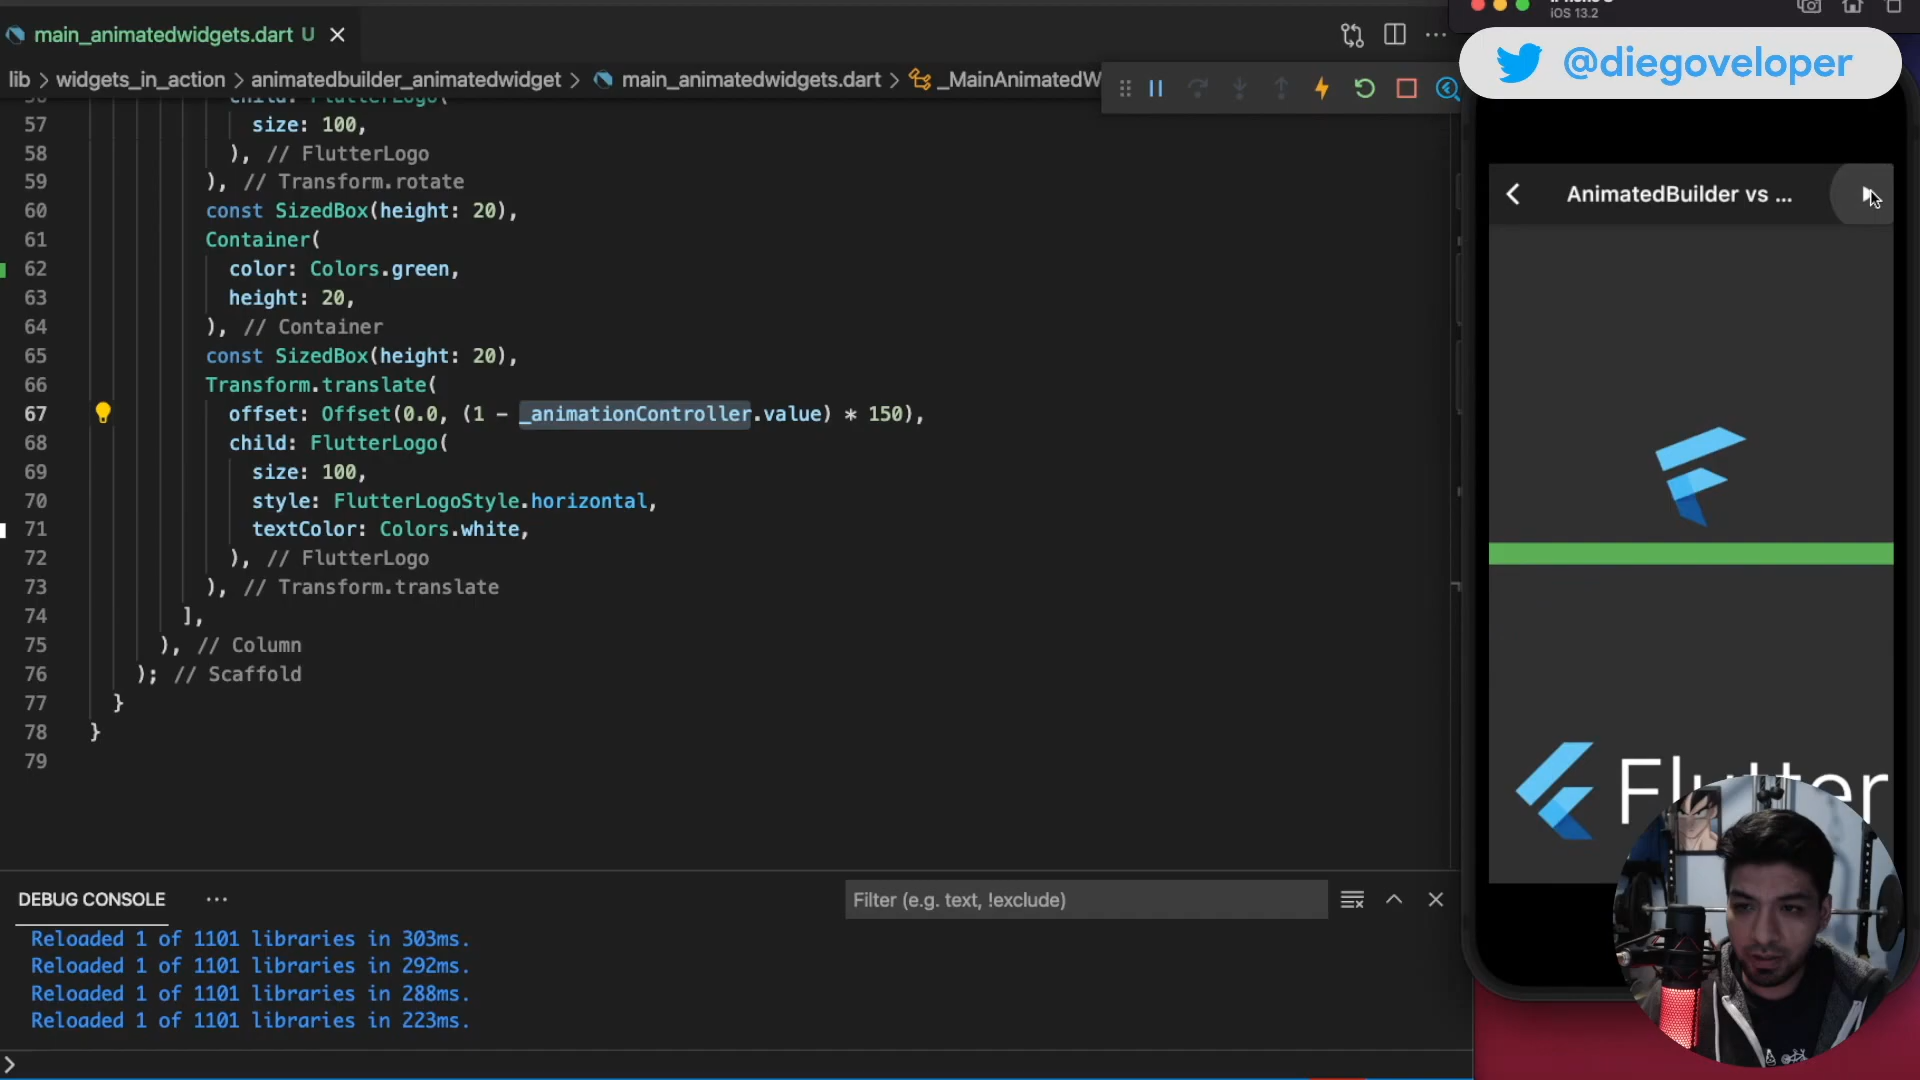 main_animatedwidgets.dart U
lib > widgets_in_action > animatedbuilder_animatedwidget > main_animatedwidgets.dart > _MainAnimatedW
57 size: 100,
58 ), // FlutterLogo
59 ), // Transform.rotate
60 const SizedBox(height: 20),
61 Container(
62 color: Colors.green,
63 height: 20,
64 ), // Container
65 const SizedBox(height: 20),
66 Transform.translate(
67 offset: Offset(0.0, (1 - _animationController.value) * 150),
68 child: FlutterLogo(
69 size: 100,
70 style: FlutterLogoStyle.horizontal,
71 textColor: Colors.white,
72 ), // FlutterLogo
73 ), // Transform.translate
74 ],
75 ), // Column
76 ); // Scaffold
77 }
78 }
79
DEBUG CONSOLE
Filter (e.g. text, !exclude)
Reloaded 1 of 1101 libraries in 303ms.
Reloaded 1 of 1101 libraries in 292ms.
Reloaded 1 of 1101 libraries in 288ms.
Reloaded 1 of 1101 libraries in 223ms.
>
iOS 13.2
@diegoveloper
AnimatedBuilder vs ...
Flutter